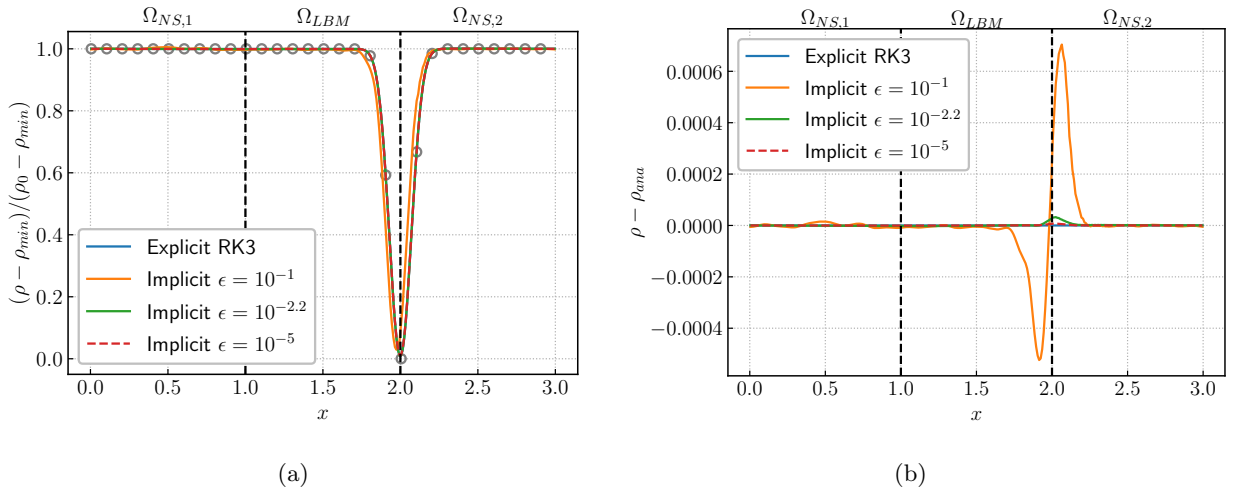 Ω_{NS,1} Ω_{LBM} Ω_{NS,2}
(ρ − ρ_{min})/(ρ_0 − ρ_{min})
1.0
0.8
0.6
0.4
0.2
0.0
Explicit RK3
Implicit ϵ = 10^{−1}
Implicit ϵ = 10^{−2.2}
Implicit ϵ = 10^{−5}
0.0 0.5 1.0 1.5 2.0 2.5 3.0
x
(a)
Ω_{NS,1} Ω_{LBM} Ω_{NS,2}
ρ − ρ_{ana}
0.0006
0.0004
0.0002
0.0000
−0.0002
−0.0004
Explicit RK3
Implicit ϵ = 10^{−1}
Implicit ϵ = 10^{−2.2}
Implicit ϵ = 10^{−5}
0.0 0.5 1.0 1.5 2.0 2.5 3.0
x
(b)